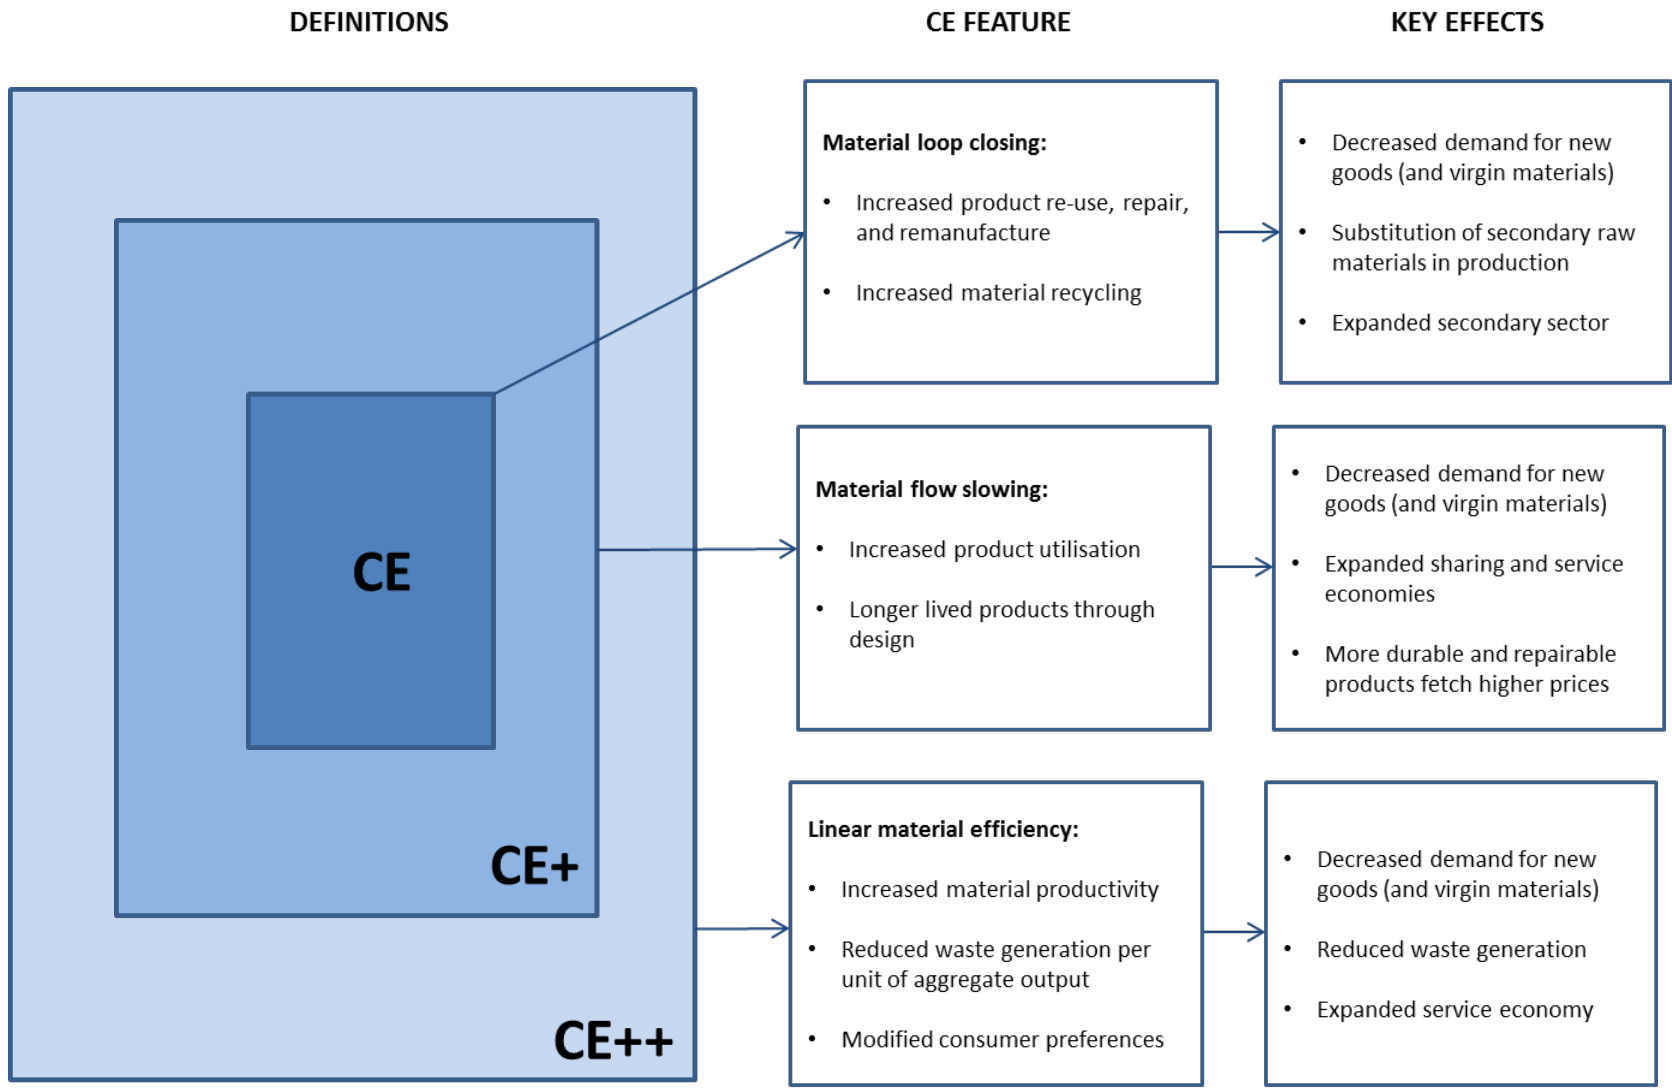 DEFINITIONS
CE FEATURE
KEY EFFECTS
CE
CE+
CE++
Material loop closing:
• Increased product re-use, repair,
and remanufacture
• Increased material recycling
• Decreased demand for new
goods (and virgin materials)
• Substitution of secondary raw
materials in production
• Expanded secondary sector
Material flow slowing:
• Increased product utilisation
• Longer lived products through
design
• Decreased demand for new
goods (and virgin materials)
• Expanded sharing and service
economies
• More durable and repairable
products fetch higher prices
Linear material efficiency:
• Increased material productivity
• Reduced waste generation per
unit of aggregate output
• Modified consumer preferences
• Decreased demand for new
goods (and virgin materials)
• Reduced waste generation
• Expanded service economy